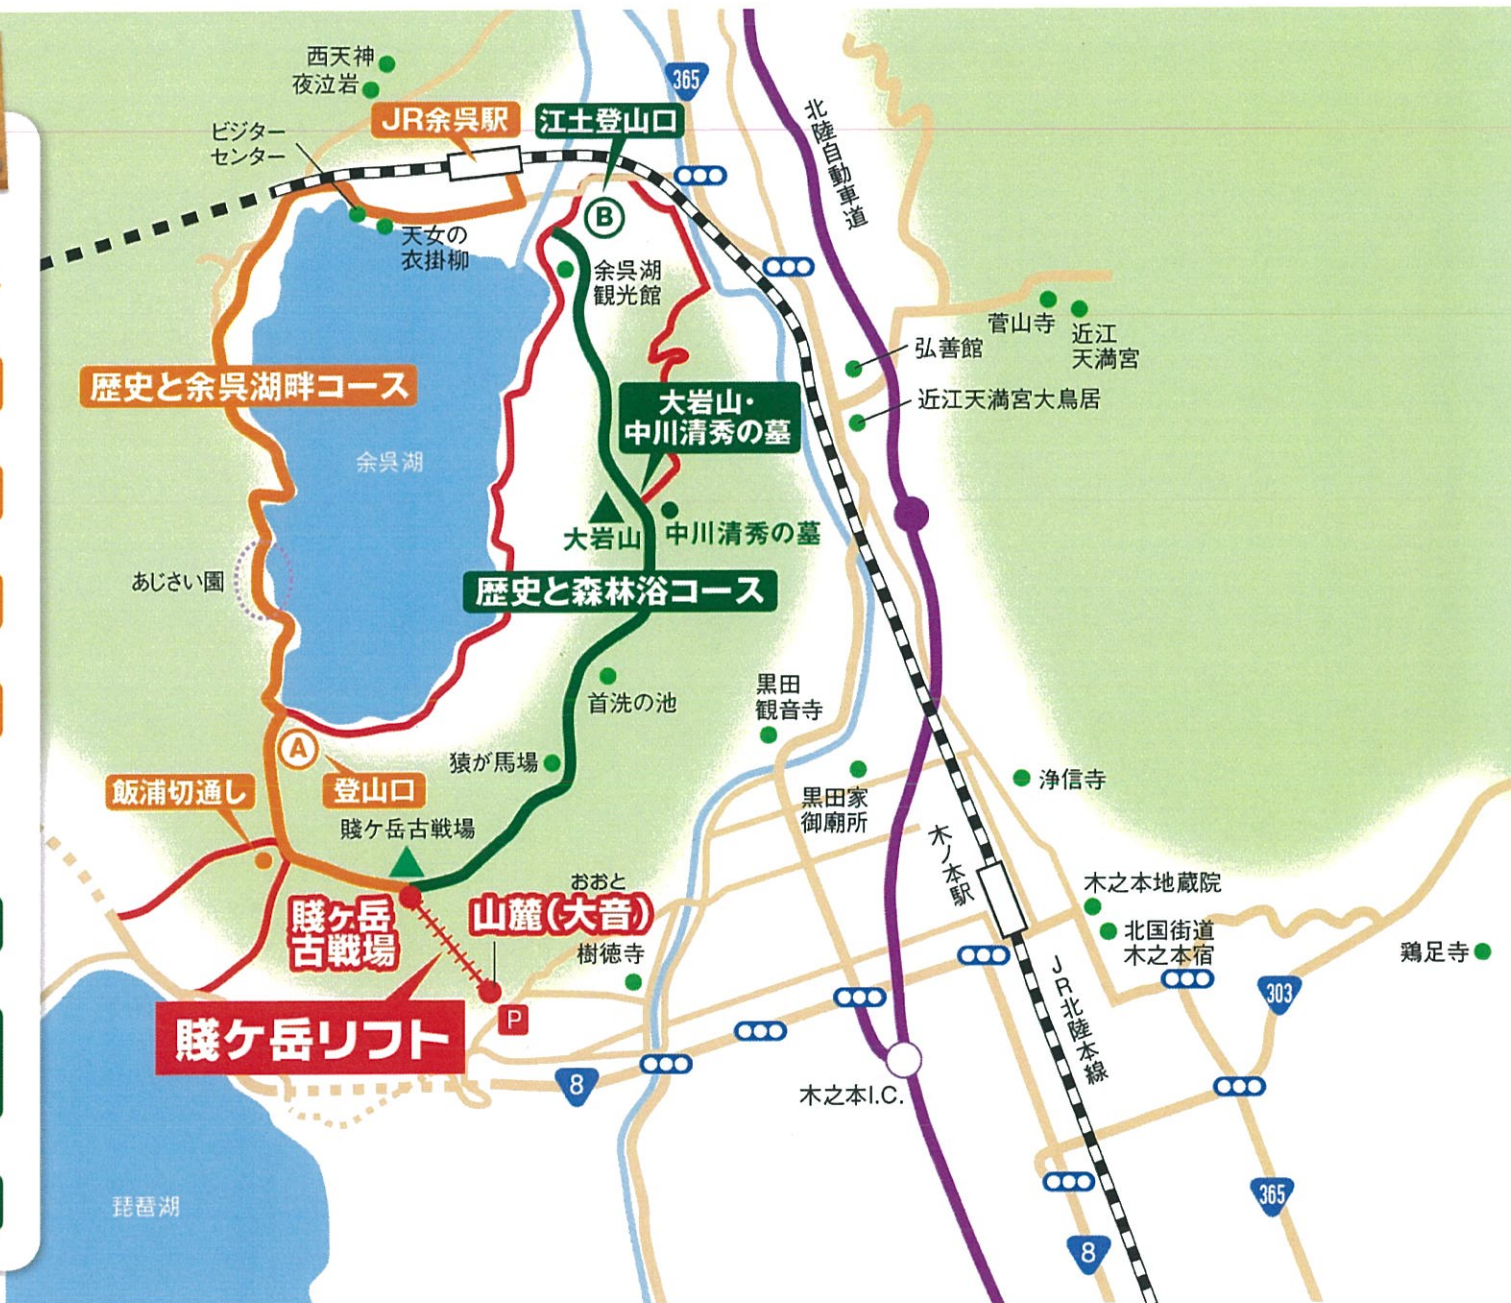 西天神
夜泣岩
365
ビジター
センター
JR余呉駅
江土登山口
北陸自動車道
B
天女の
衣掛柳
余呉湖
観光館
菅山寺
近江
天満宮
弘善館
近江天満宮大鳥居
歴史と余呉湖畔コース
大岩山・
中川清秀の墓
余呉湖
大岩山
中川清秀の墓
あじさい園
歴史と森林浴コース
首洗の池
黒田
観音寺
A
猿が馬場
飯浦切通し
登山口
賤ケ岳古戦場
黒田家
御廟所
浄信寺
木ノ本駅
おおと
山麓(大音)
賤ヶ岳
古戦場
樹徳寺
木之本地蔵院
北国街道
木之本宿
鶏足寺
JR北陸本線
303
P
賤ケ岳リフト
8
木之本I.C.
琵琶湖
365
8